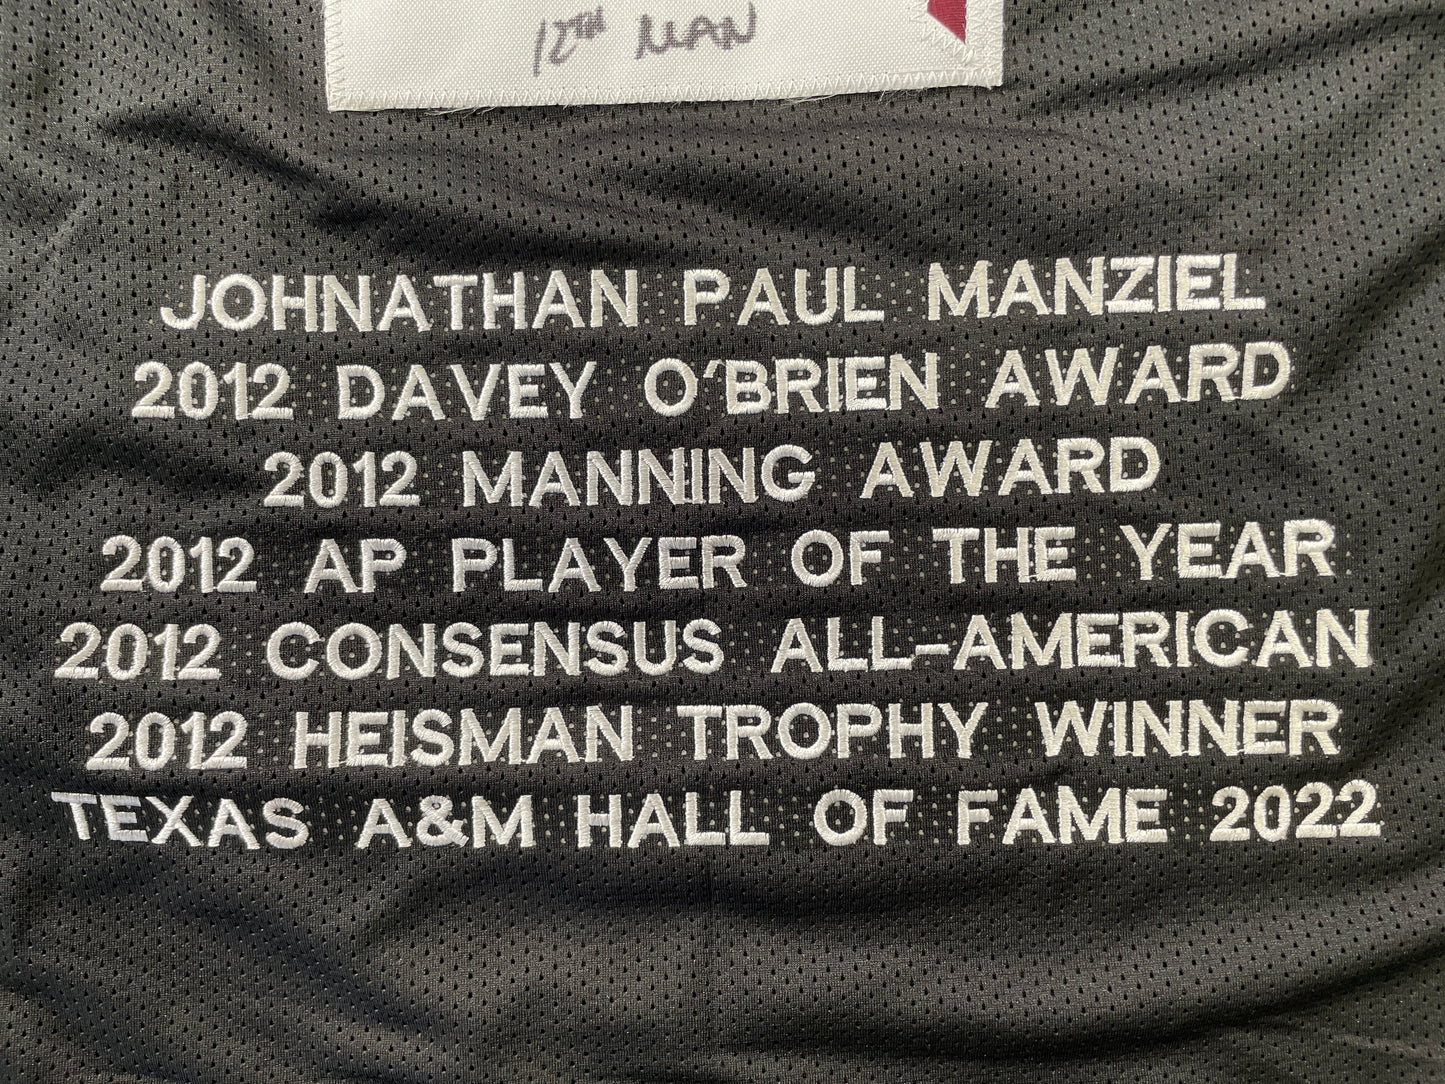 12TH MAN
JOHNATHAN PAUL MANZIEL
2012 DAVEY O'BRIEN AWARD
2012 MANNING AWARD
2012 AP PLAYER OF THE YEAR
2012 CONSENSUS ALL-AMERICAN
2012 HEISMAN TROPHY WINNER
TEXAS A&M HALL OF FAME 2022